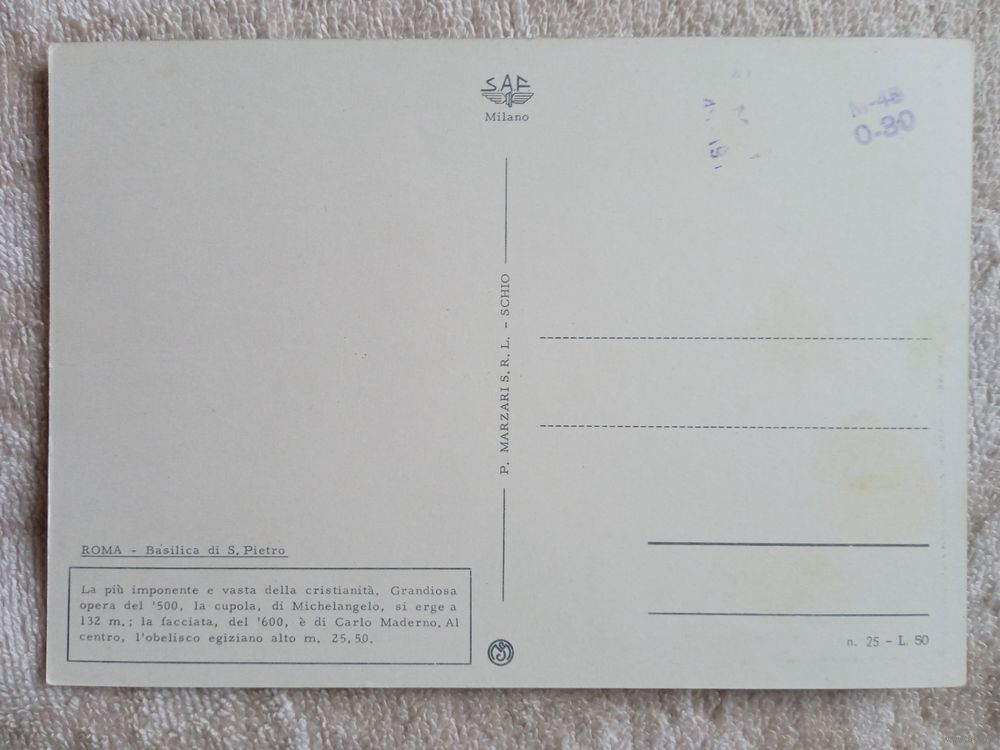 SAF
Milano
0-30
P. MARZARI S. R. L. - SCHIO
ROMA - Basilica di S. Pietro
La più imponente e vasta della cristianità. Grandiosa
opera del '500, la cupola, di Michelangelo, si erge a
132 m.; la facciata, del '600, è di Carlo Maderno. Al
centro, l'obelisco egiziano alto m. 25,50.
n. 25 - L. 50